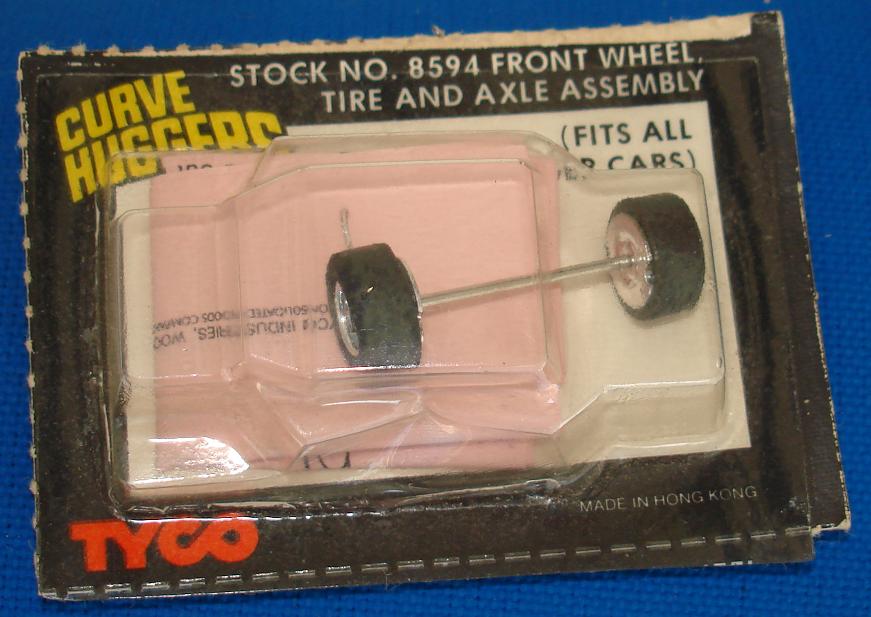 STOCK NO. 8594 FRONT WHEEL,
TIRE AND AXLE ASSEMBLY
CURVE
HUGGERS
(FITS ALL
CARS)
INDUSTRIES,
TYCO
MADE IN HONG KONG